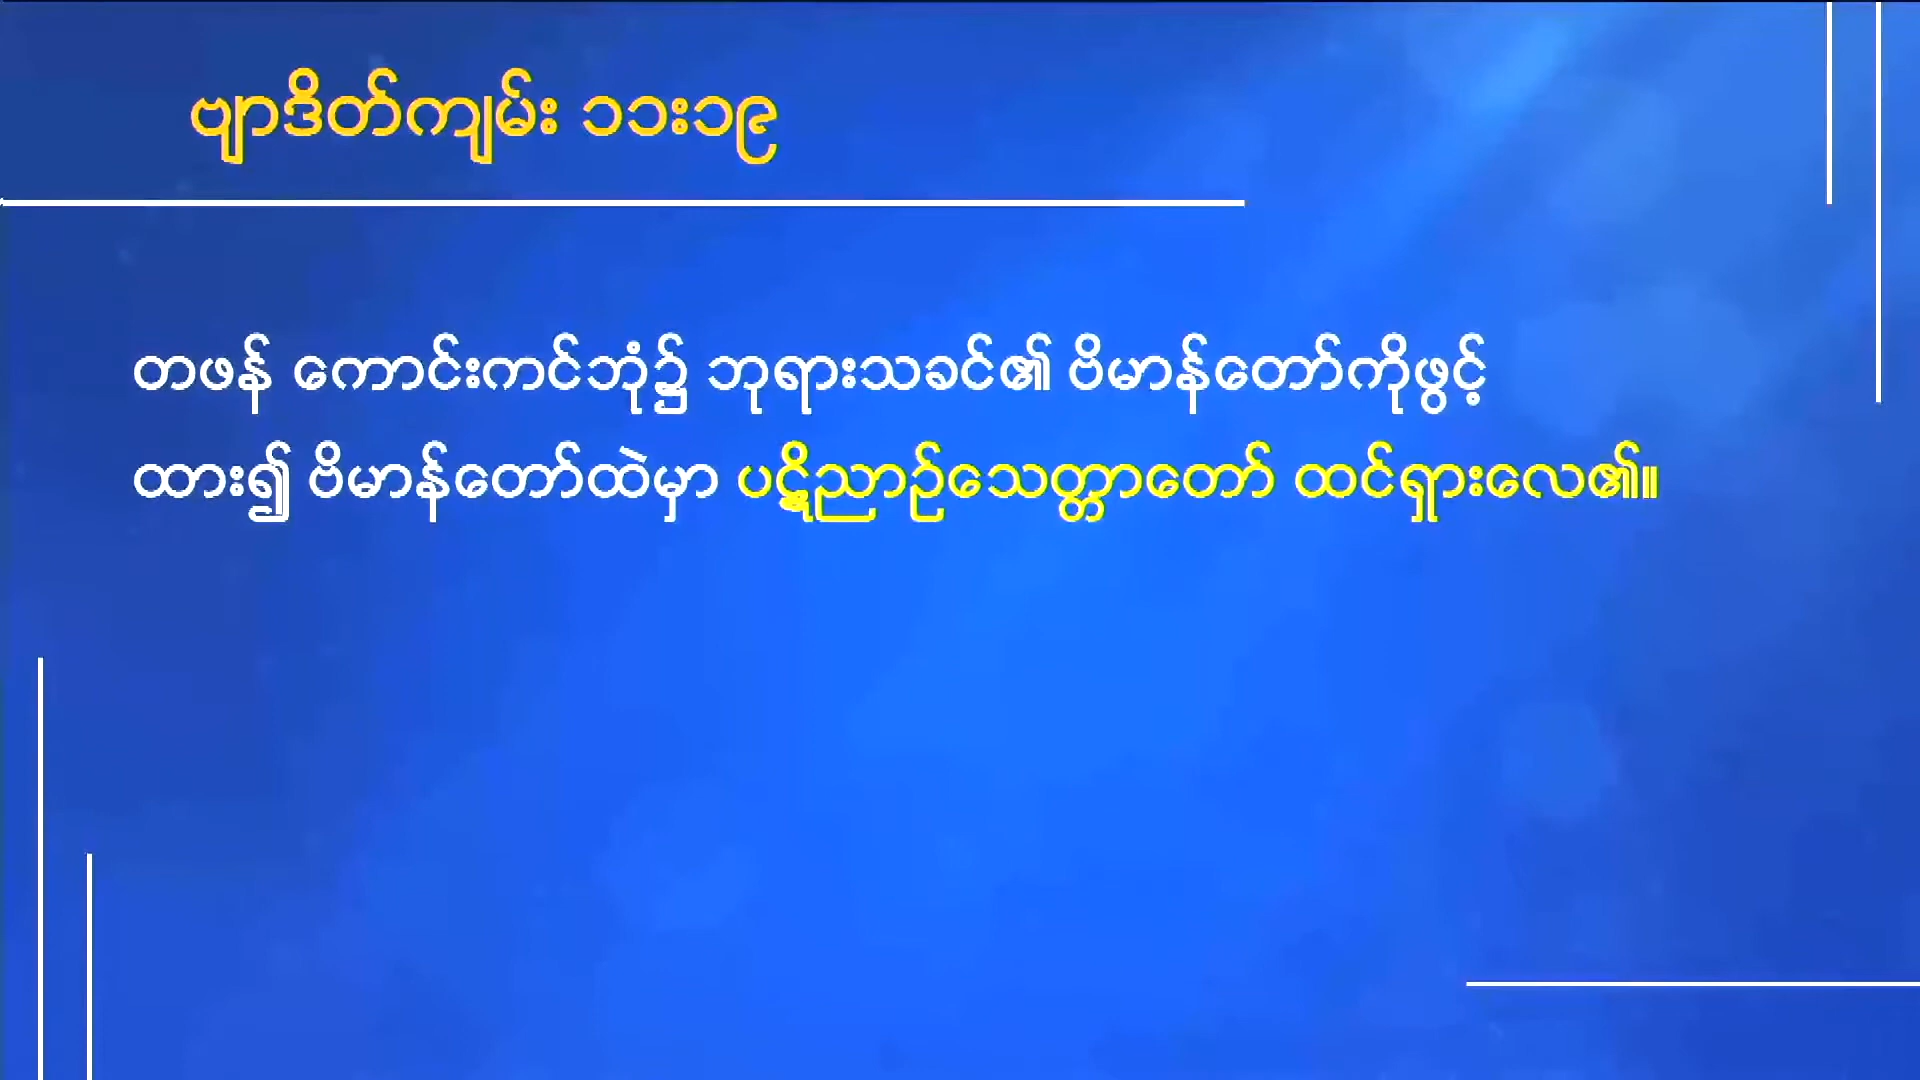 ဗျာဒိတ်ကျမ်း ၁၁း၁၉
တဖန် ကောင်းကင်ဘုံ၌ ဘုရားသခင်၏ ဗိမာန်တော်ကိုဖွင့်
ထား၍ ဗိမာန်တော်ထဲမှာ ပဋိညာဉ်သေတ္တာတော် ထင်ရှားလေ၏။